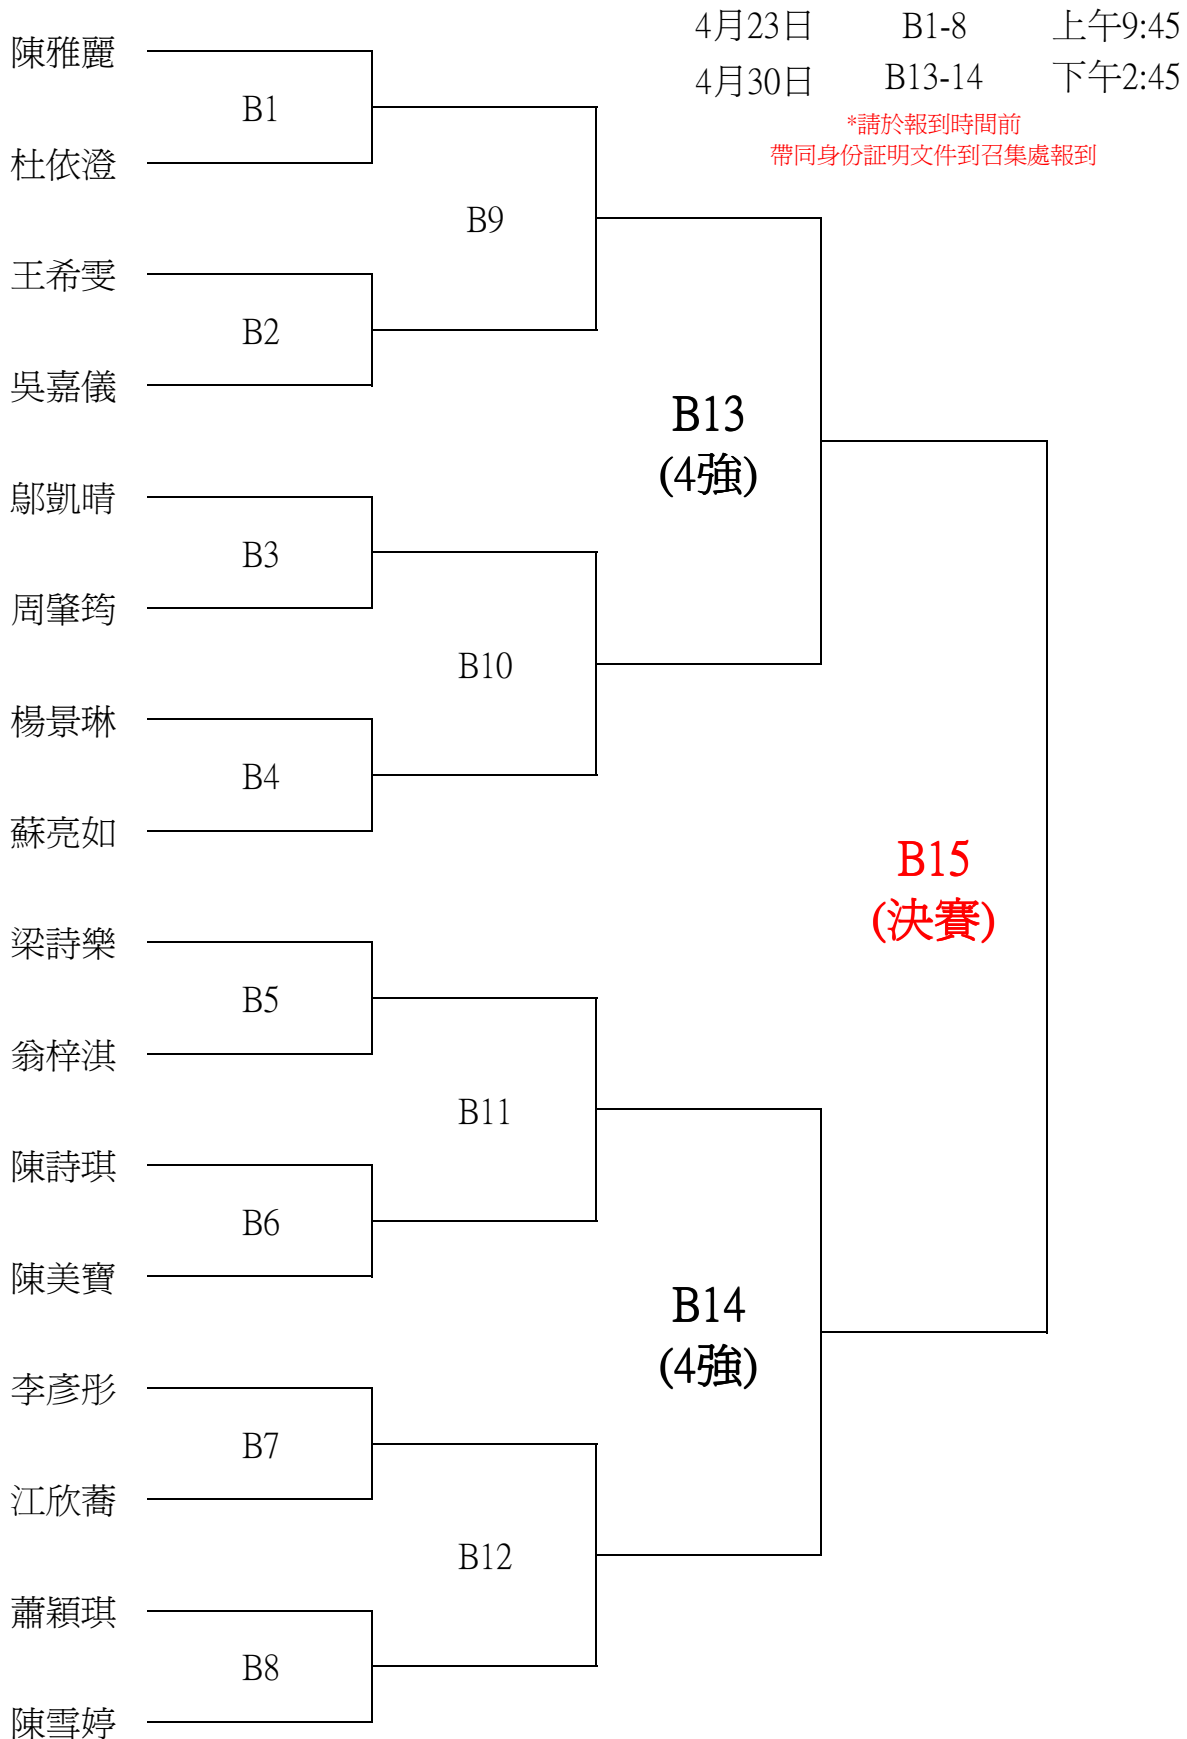 4月23日 B1-8 上午9:45
4月30日 B13-14 下午2:45
*請於報到時間前
帶同身份証明文件到召集處報到
陳雅麗
B1
杜依澄
B9
王希雯
B2
吳嘉儀
B13
(4強)
鄔凱晴
B3
周肇筠
B10
楊景琳
B4
蘇亮如
B15
(決賽)
梁詩樂
B5
翁梓淇
B11
陳詩琪
B6
陳美寶
B14
(4強)
李彥彤
B7
江欣蕎
B12
蕭穎琪
B8
陳雪婷